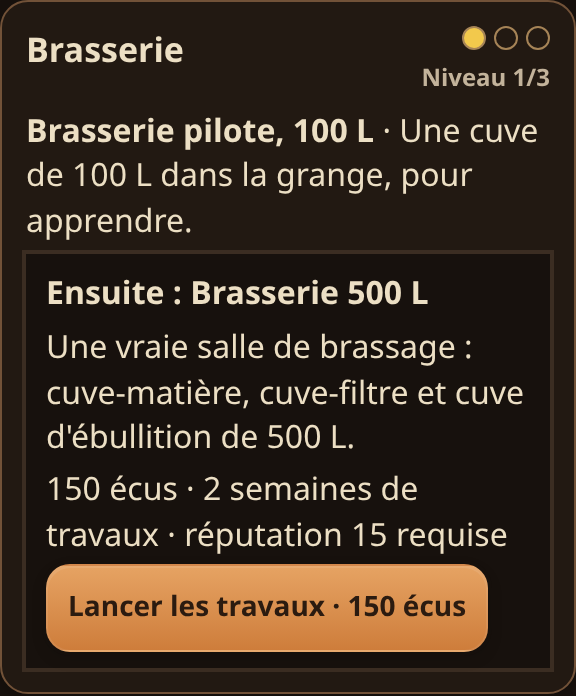 Brasserie
Niveau 1/3
Brasserie pilote, 100 L · Une cuve
de 100 L dans la grange, pour
apprendre.
Ensuite : Brasserie 500 L
Une vraie salle de brassage :
cuve-matière, cuve-filtre et cuve
d'ébullition de 500 L.
150 écus · 2 semaines de
travaux · réputation 15 requise
Lancer les travaux · 150 écus